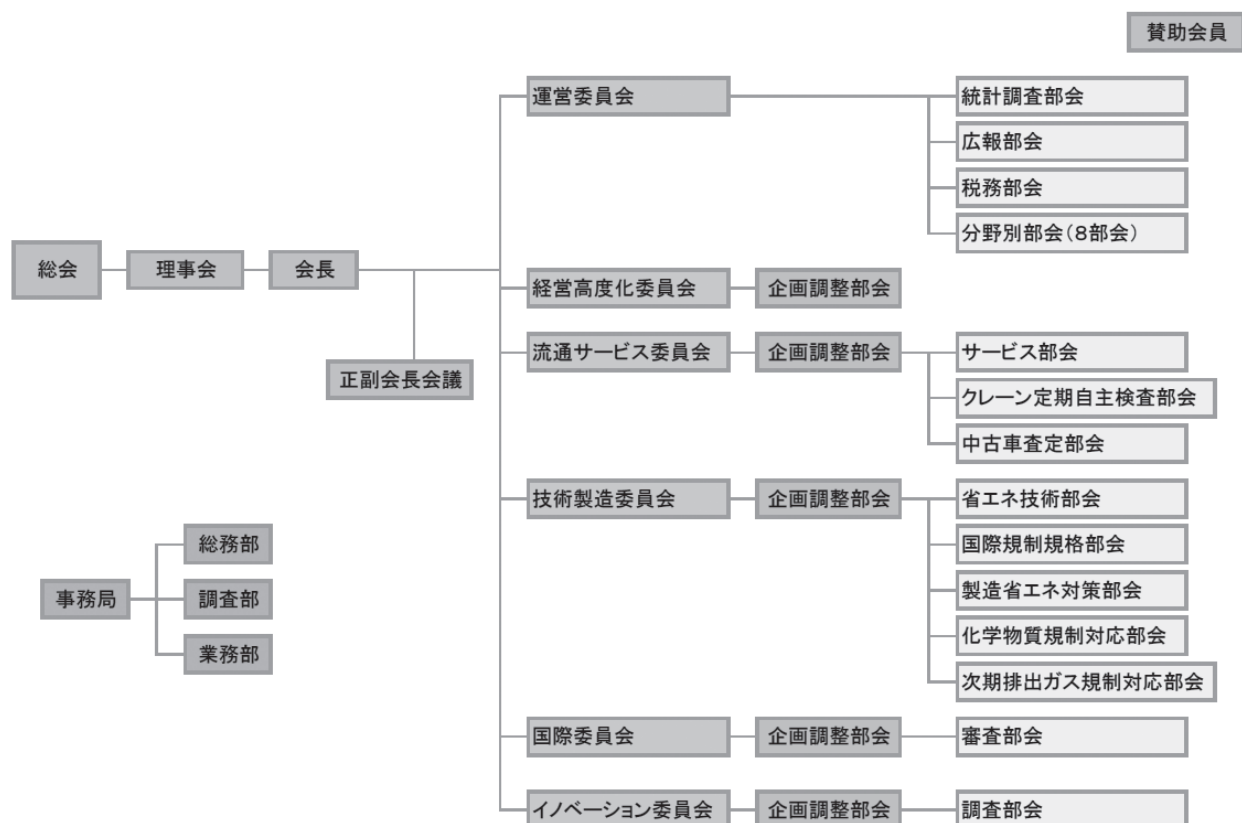 賛助会員
運営委員会
統計調査部会
広報部会
税務部会
分野別部会(8部会)
総会
理事会
会長
正副会長会議
経営高度化委員会
企画調整部会
流通サービス委員会
企画調整部会
サービス部会
クレーン定期自主検査部会
中古車査定部会
技術製造委員会
企画調整部会
省エネ技術部会
国際規制規格部会
製造省エネ対策部会
化学物質規制対応部会
次期排出ガス規制対応部会
事務局
総務部
調査部
業務部
国際委員会
企画調整部会
審査部会
イノベーション委員会
企画調整部会
調査部会